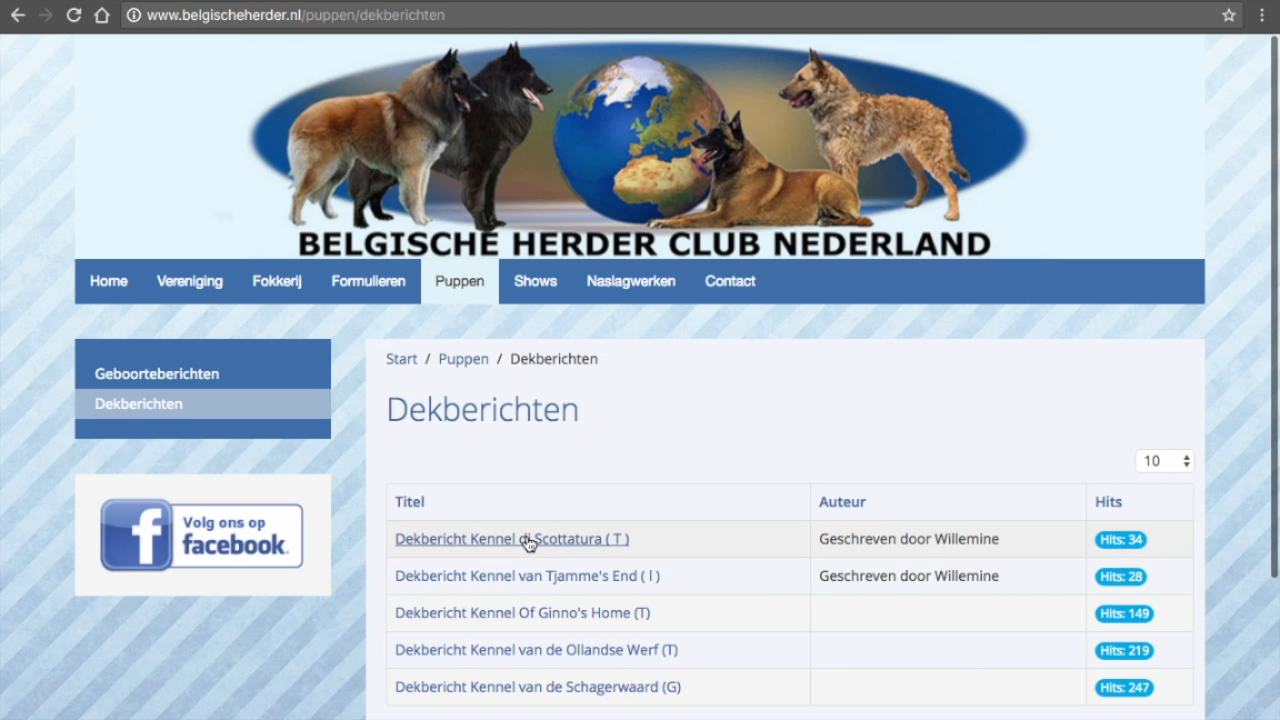 www.belgischeherder.nl/puppen/dekberichten
BELGISCHE HERDER CLUB NEDERLAND
Home Vereniging Fokkerij Formulieren Puppen Shows Naslagwerken Contact
Geboorteberichten
Dekberichten
Volg ons op
facebook.
Start / Puppen / Dekberichten
Dekberichten
10
Titel Auteur Hits
Dekbericht Kennel di Scottatura ( T ) Geschreven door Willemine Hits: 34
Dekbericht Kennel van Tjamme's End ( l ) Geschreven door Willemine Hits: 28
Dekbericht Kennel Of Ginno's Home (T) Hits: 149
Dekbericht Kennel van de Ollandse Werf (T) Hits: 219
Dekbericht Kennel van de Schagerwaard (G) Hits: 247